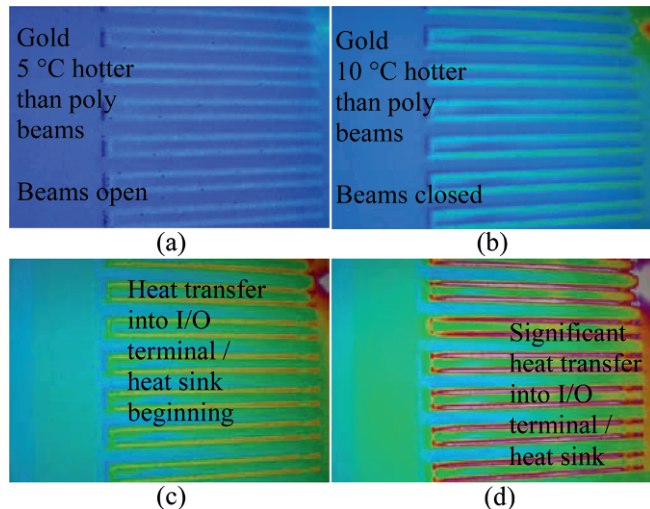 Gold
5 °C hotter
than poly
beams
Beams open
(a)
Gold
10 °C hotter
than poly
beams
Beams closed
(b)
Heat transfer
into I/O
terminal /
heat sink
beginning
(c)
Significant
heat transfer
into I/O
terminal /
heat sink
(d)